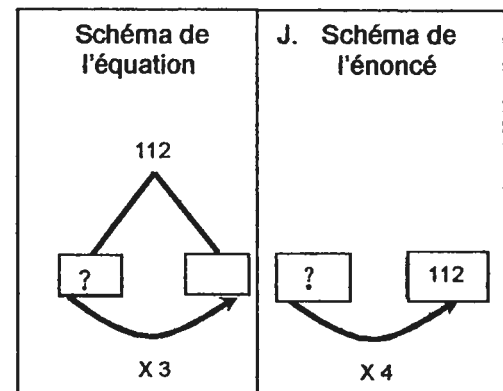 Schéma de
l'équation
112
?
X 3
J. Schéma de
l'énoncé
?
112
X 4